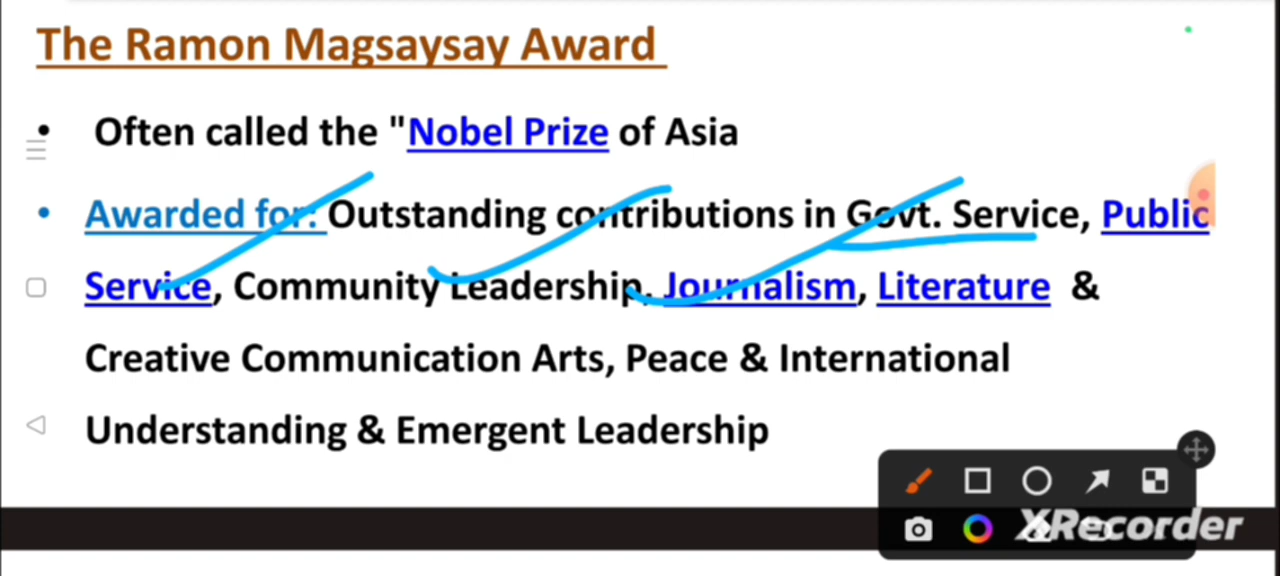 The Ramon Magsaysay Award
• Often called the "Nobel Prize of Asia
• Awarded for: Outstanding contributions in Govt. Service, Public
Service, Community Leadership, Journalism, Literature &
Creative Communication Arts, Peace & International
Understanding & Emergent Leadership
XRecorder